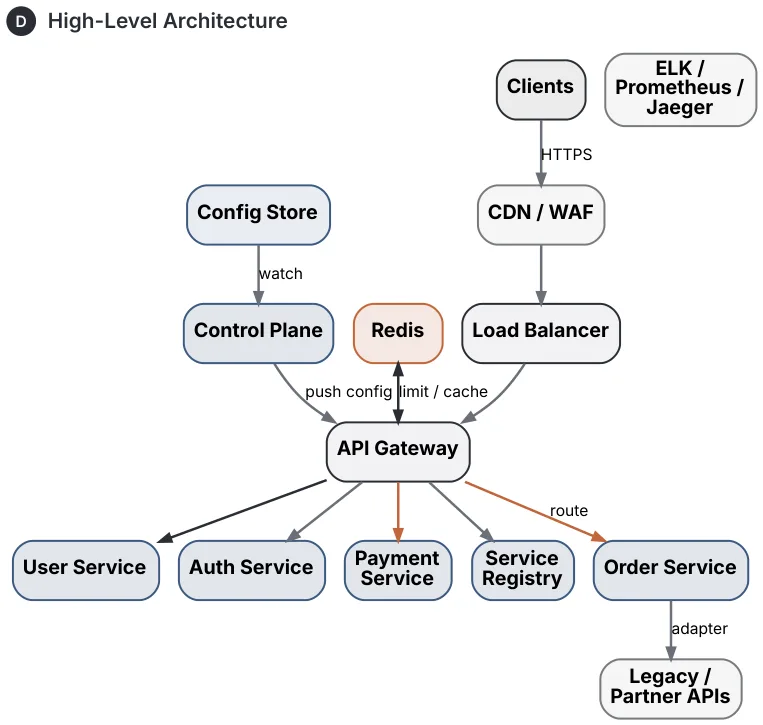 D High-Level Architecture
Clients
ELK /
Prometheus /
Jaeger
HTTPS
Config Store
CDN / WAF
watch
Control Plane
Redis
Load Balancer
push config
limit / cache
API Gateway
route
User Service
Auth Service
Payment
Service
Service
Registry
Order Service
adapter
Legacy /
Partner APIs